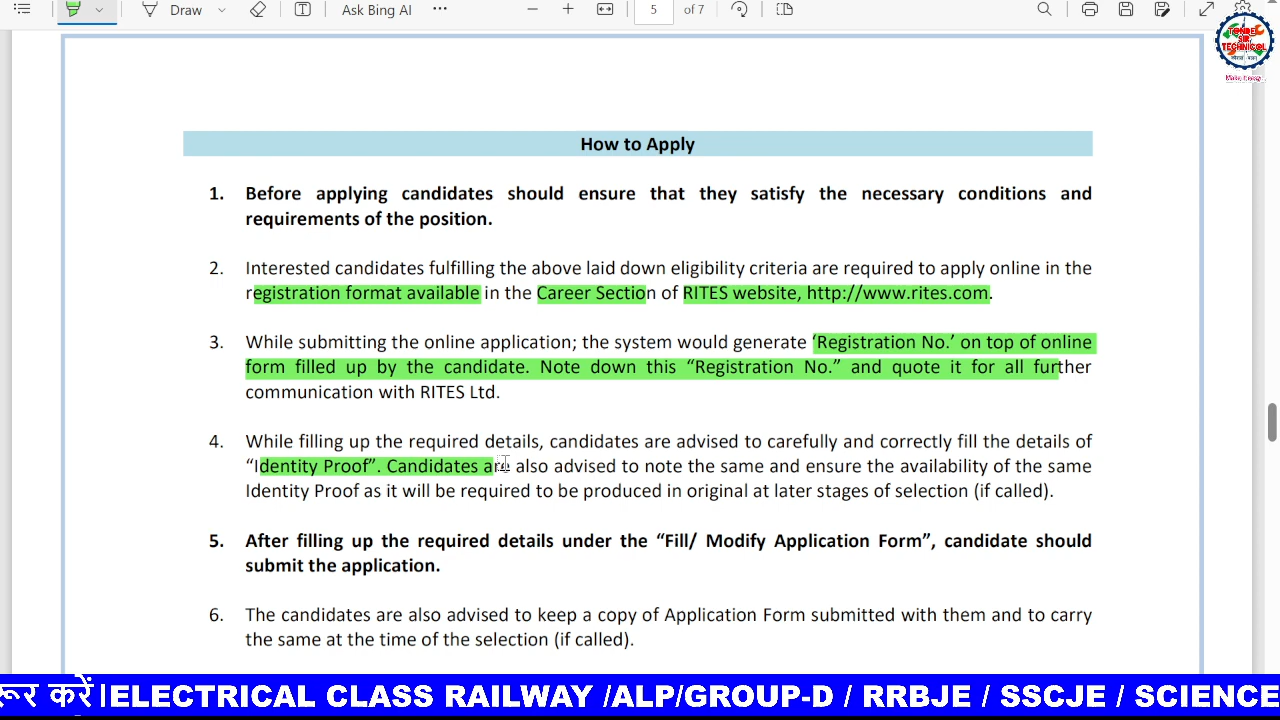 Draw
Ask Bing AI
5
of 7
TONDE
SIR
TECHNICAL
How to Apply
1. Before applying candidates should ensure that they satisfy the necessary conditions and
requirements of the position.
2. Interested candidates fulfilling the above laid down eligibility criteria are required to apply online in the
registration format available in the Career Section of RITES website, http://www.rites.com.
3. While submitting the online application; the system would generate ‘Registration No.’ on top of online
form filled up by the candidate. Note down this “Registration No.” and quote it for all further
communication with RITES Ltd.
4. While filling up the required details, candidates are advised to carefully and correctly fill the details of
“Identity Proof”. Candidates are also advised to note the same and ensure the availability of the same
Identity Proof as it will be required to be produced in original at later stages of selection (if called).
5. After filling up the required details under the “Fill/ Modify Application Form”, candidate should
submit the application.
6. The candidates are also advised to keep a copy of Application Form submitted with them and to carry
the same at the time of the selection (if called).
रूर करें।ELECTRICAL CLASS RAILWAY /ALP/GROUP-D / RRBJE / SSCJE / SCIENCE